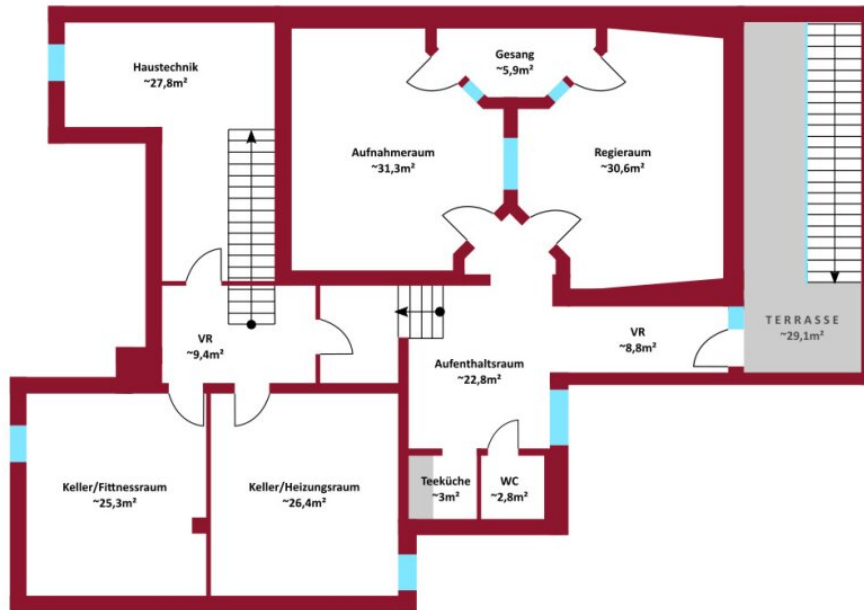 Haustechnik
~27,8m²
Gesang
~5,9m²
Aufnahmeraum
~31,3m²
Regieraum
~30,6m²
TERRASSE
~29,1m²
VR
~9,4m²
VR
~8,8m²
Aufenthaltsraum
~22,8m²
Keller/Fittnessraum
~25,3m²
Keller/Heizungsraum
~26,4m²
Teeküche
~3m²
WC
~2,8m²